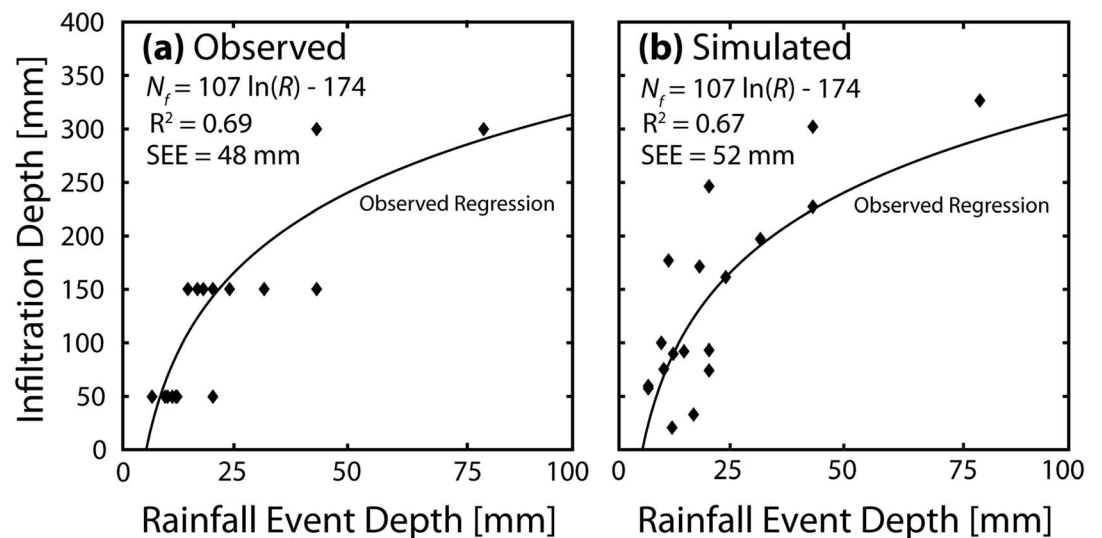 Infiltration Depth [mm]
400
350
300
250
200
150
100
50
0
(a) Observed
N_f = 107 ln(R) - 174
R² = 0.69
SEE = 48 mm
Observed Regression
0 25 50 75 100
Rainfall Event Depth [mm]
(b) Simulated
N_f = 107 ln(R) - 174
R² = 0.67
SEE = 52 mm
Observed Regression
0 25 50 75 100
Rainfall Event Depth [mm]